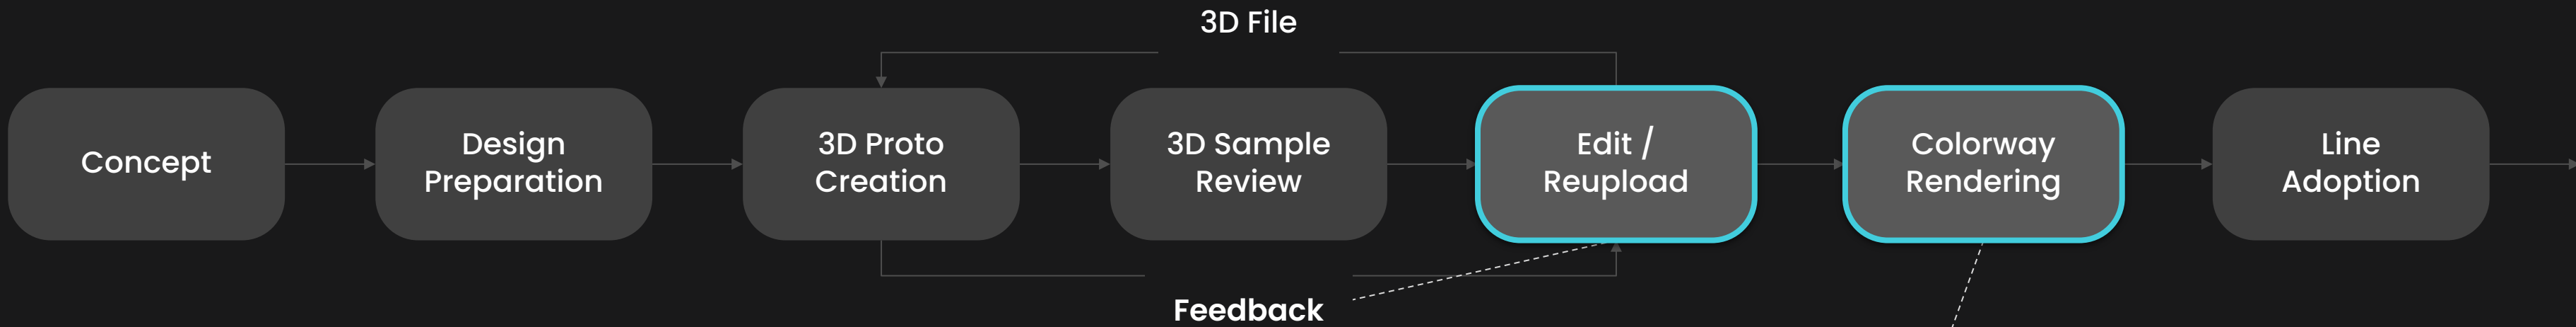 3D File
Concept
Design
Preparation
3D Proto
Creation
3D Sample
Review
Edit /
Reupload
Colorway
Rendering
Line
Adoption
Feedback